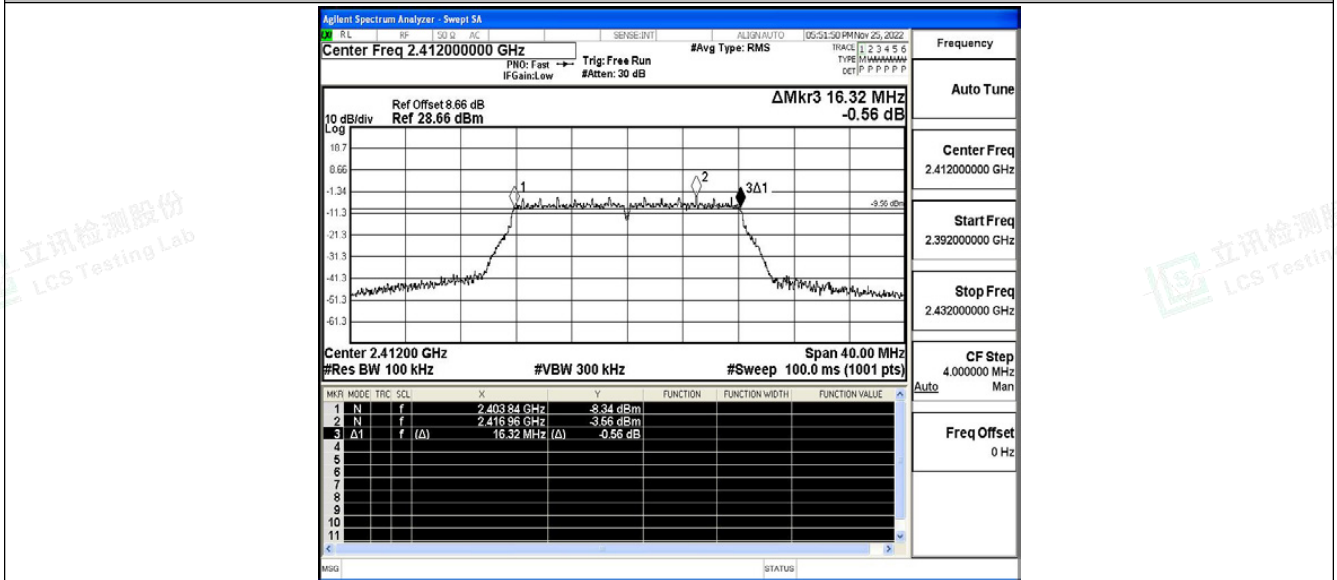 Agilent Spectrum Analyzer - Swept SA
RL RF 50 Ω AC SENSE:INT ALIGNAUTO 05:51:50 PM Nov 25, 2022
Center Freq 2.412000000 GHz #Avg Type: RMS TRACE 1 2 3 4 5 6
PNO: Fast Trig: Free Run TYPE M
IFGain:Low #Atten: 30 dB DET P P P P P P
Frequency
ΔMkr3 16.32 MHz
-0.56 dB
Ref Offset 8.66 dB
10 dB/div Ref 28.66 dBm
Log
18.7
8.66
-1.34
-11.3
-21.3
-31.3
-41.3
-51.3
-61.3
1
2
3Δ1
-9.56 dBm
Center 2.41200 GHz Span 40.00 MHz
#Res BW 100 kHz #VBW 300 kHz #Sweep 100.0 ms (1001 pts)
MKR MODE TRC SCL X Y FUNCTION FUNCTION WIDTH FUNCTION VALUE
1 N f 2.403 84 GHz -8.34 dBm
2 N f 2.416 96 GHz -3.56 dBm
3 Δ1 f (Δ) 16.32 MHz (Δ) -0.56 dB
4
5
6
7
8
9
10
11
MSG STATUS
Auto Tune
Center Freq
2.412000000 GHz
Start Freq
2.392000000 GHz
Stop Freq
2.432000000 GHz
CF Step
4.000000 MHz
Auto Man
Freq Offset
0 Hz
立讯检测股份
LCS Testing Lab
立讯检测
LCS Testin